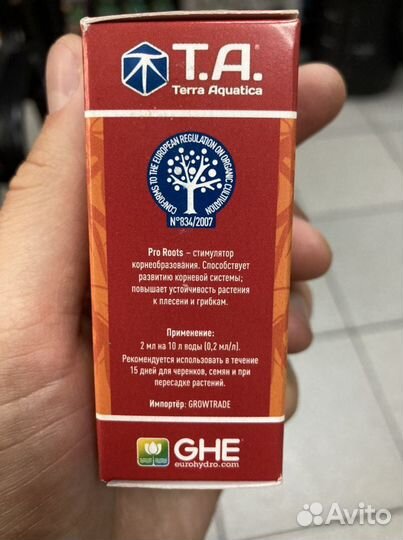 T.A.®
Terra Aquatica
CONFORMS TO THE EUROPEAN REGULATION ON ORGANIC CULTIVATION
N°834/2007
Pro Roots – стимулятор
корнеобразования. Способствует
развитию корневой системы;
повышает устойчивость растения
к плесени и грибкам.
Применение:
2 мл на 10 л воды (0,2 мл/л).
Рекомендуется использовать в течение
15 дней для черенков, семян и при
пересадке растений.
Импортёр: GROWTRADE
GHE
eurohydro.com
Avito